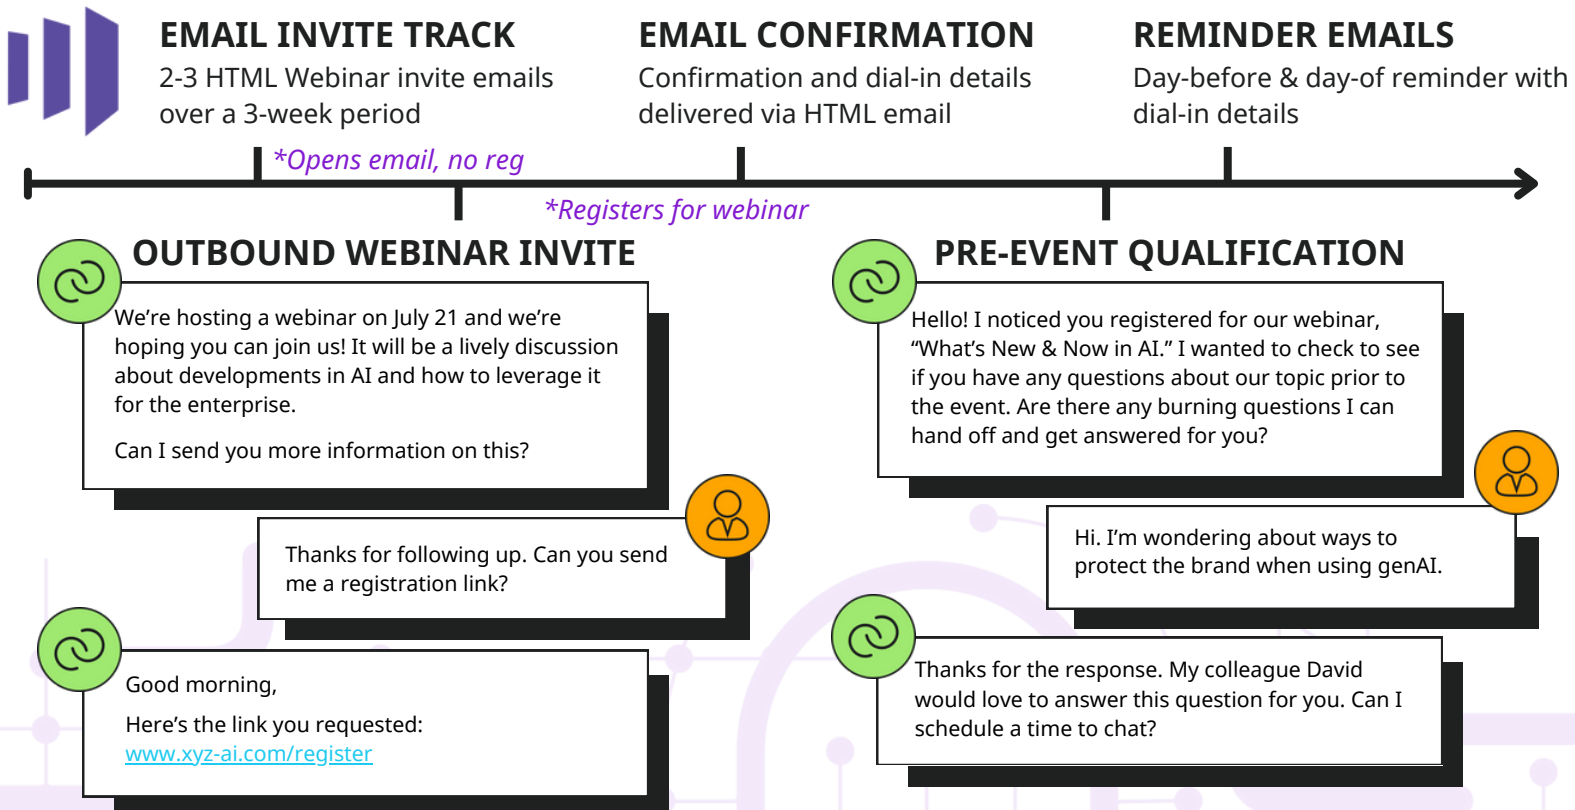 EMAIL INVITE TRACK
2-3 HTML Webinar invite emails
over a 3-week period
EMAIL CONFIRMATION
Confirmation and dial-in details
delivered via HTML email
REMINDER EMAILS
Day-before & day-of reminder with
dial-in details
*Opens email, no reg
*Registers for webinar
OUTBOUND WEBINAR INVITE
We’re hosting a webinar on July 21 and we’re
hoping you can join us! It will be a lively discussion
about developments in AI and how to leverage it
for the enterprise.
Can I send you more information on this?
Thanks for following up. Can you send
me a registration link?
Good morning,
Here’s the link you requested:
www.xyz-ai.com/register
PRE-EVENT QUALIFICATION
Hello! I noticed you registered for our webinar,
“What’s New & Now in AI.” I wanted to check to see
if you have any questions about our topic prior to
the event. Are there any burning questions I can
hand off and get answered for you?
Hi. I’m wondering about ways to
protect the brand when using genAI.
Thanks for the response. My colleague David
would love to answer this question for you. Can I
schedule a time to chat?